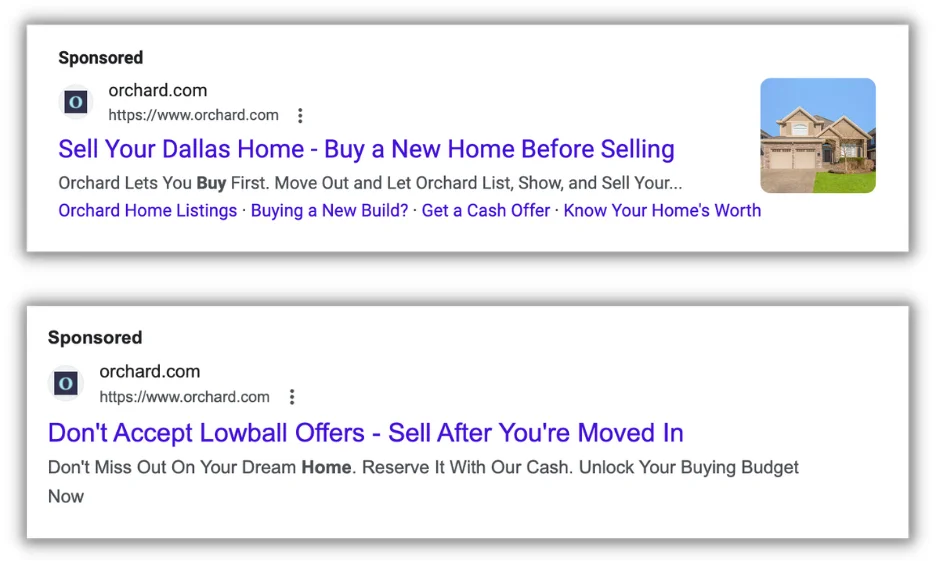 Sponsored
O
orchard.com
https://www.orchard.com
Sell Your Dallas Home - Buy a New Home Before Selling
Orchard Lets You Buy First. Move Out and Let Orchard List, Show, and Sell Your...
Orchard Home Listings · Buying a New Build? · Get a Cash Offer · Know Your Home's Worth
Sponsored
O
orchard.com
https://www.orchard.com
Don't Accept Lowball Offers - Sell After You're Moved In
Don't Miss Out On Your Dream Home. Reserve It With Our Cash. Unlock Your Buying Budget
Now